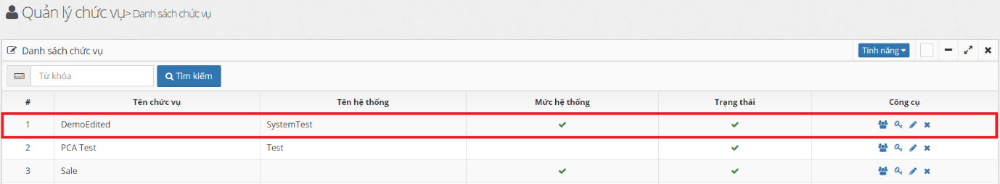 Quản lý chức vụ> Danh sách chức vụ
Danh sách chức vụ Tính năng
Từ khóa Tìm kiếm
# Tên chức vụ Tên hệ thống Mức hệ thống Trạng thái Công cụ
1 DemoEdited SystemTest
2 PCA Test Test
3 Sale